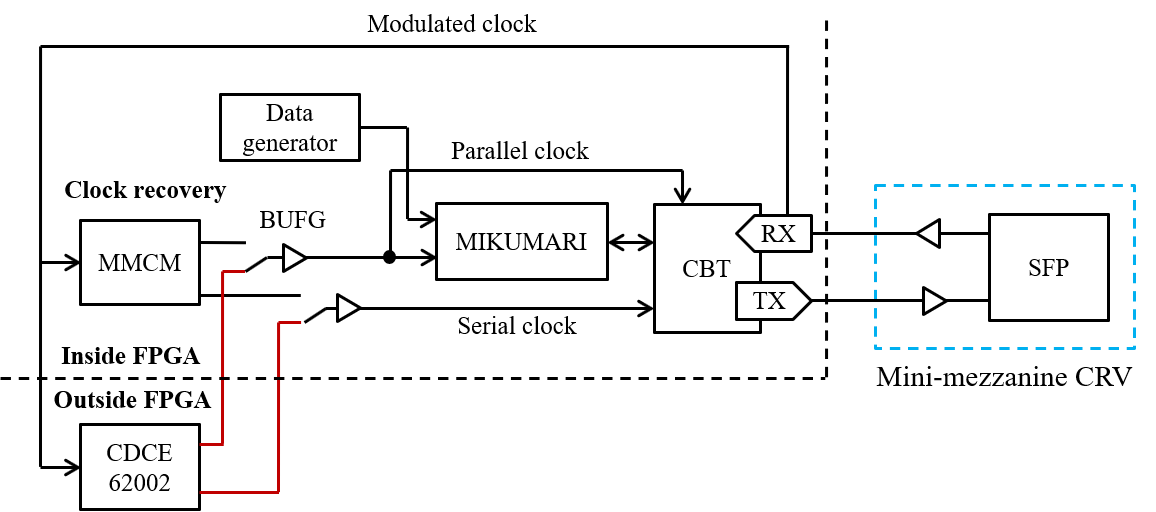 Modulated clock
Data
generator
Parallel clock
Clock recovery
BUFG
MMCM
MIKUMARI
CBT
RX
TX
SFP
Serial clock
Inside FPGA
Outside FPGA
Mini-mezzanine CRV
CDCE
62002